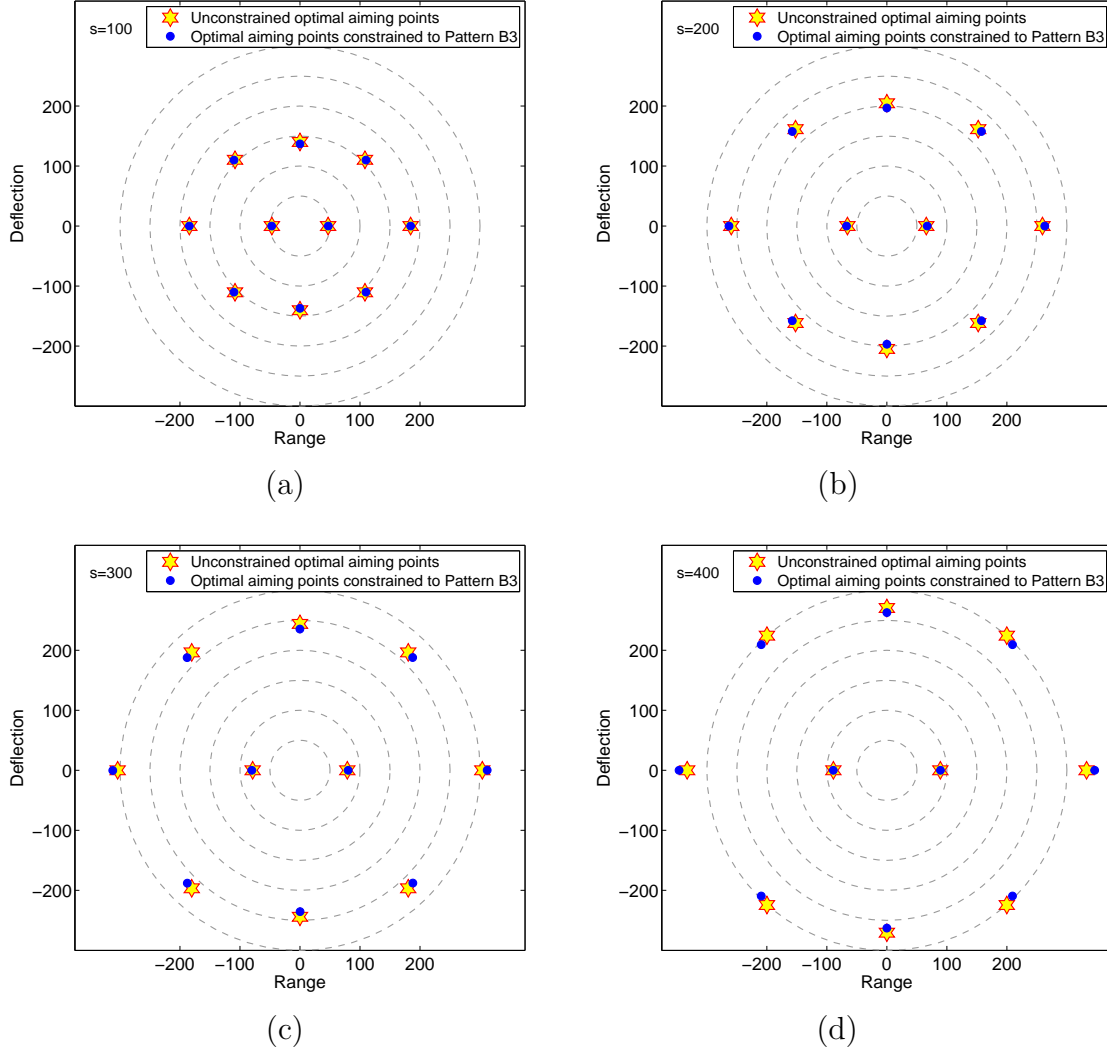 s=100
Unconstrained optimal aiming points
Optimal aiming points constrained to Pattern B3
200
100
0
−100
−200
Deflection
−200 −100 0 100 200
Range
(a)
s=200
Unconstrained optimal aiming points
Optimal aiming points constrained to Pattern B3
200
100
0
−100
−200
Deflection
−200 −100 0 100 200
Range
(b)
s=300
Unconstrained optimal aiming points
Optimal aiming points constrained to Pattern B3
200
100
0
−100
−200
Deflection
−200 −100 0 100 200
Range
(c)
s=400
Unconstrained optimal aiming points
Optimal aiming points constrained to Pattern B3
200
100
0
−100
−200
Deflection
−200 −100 0 100 200
Range
(d)